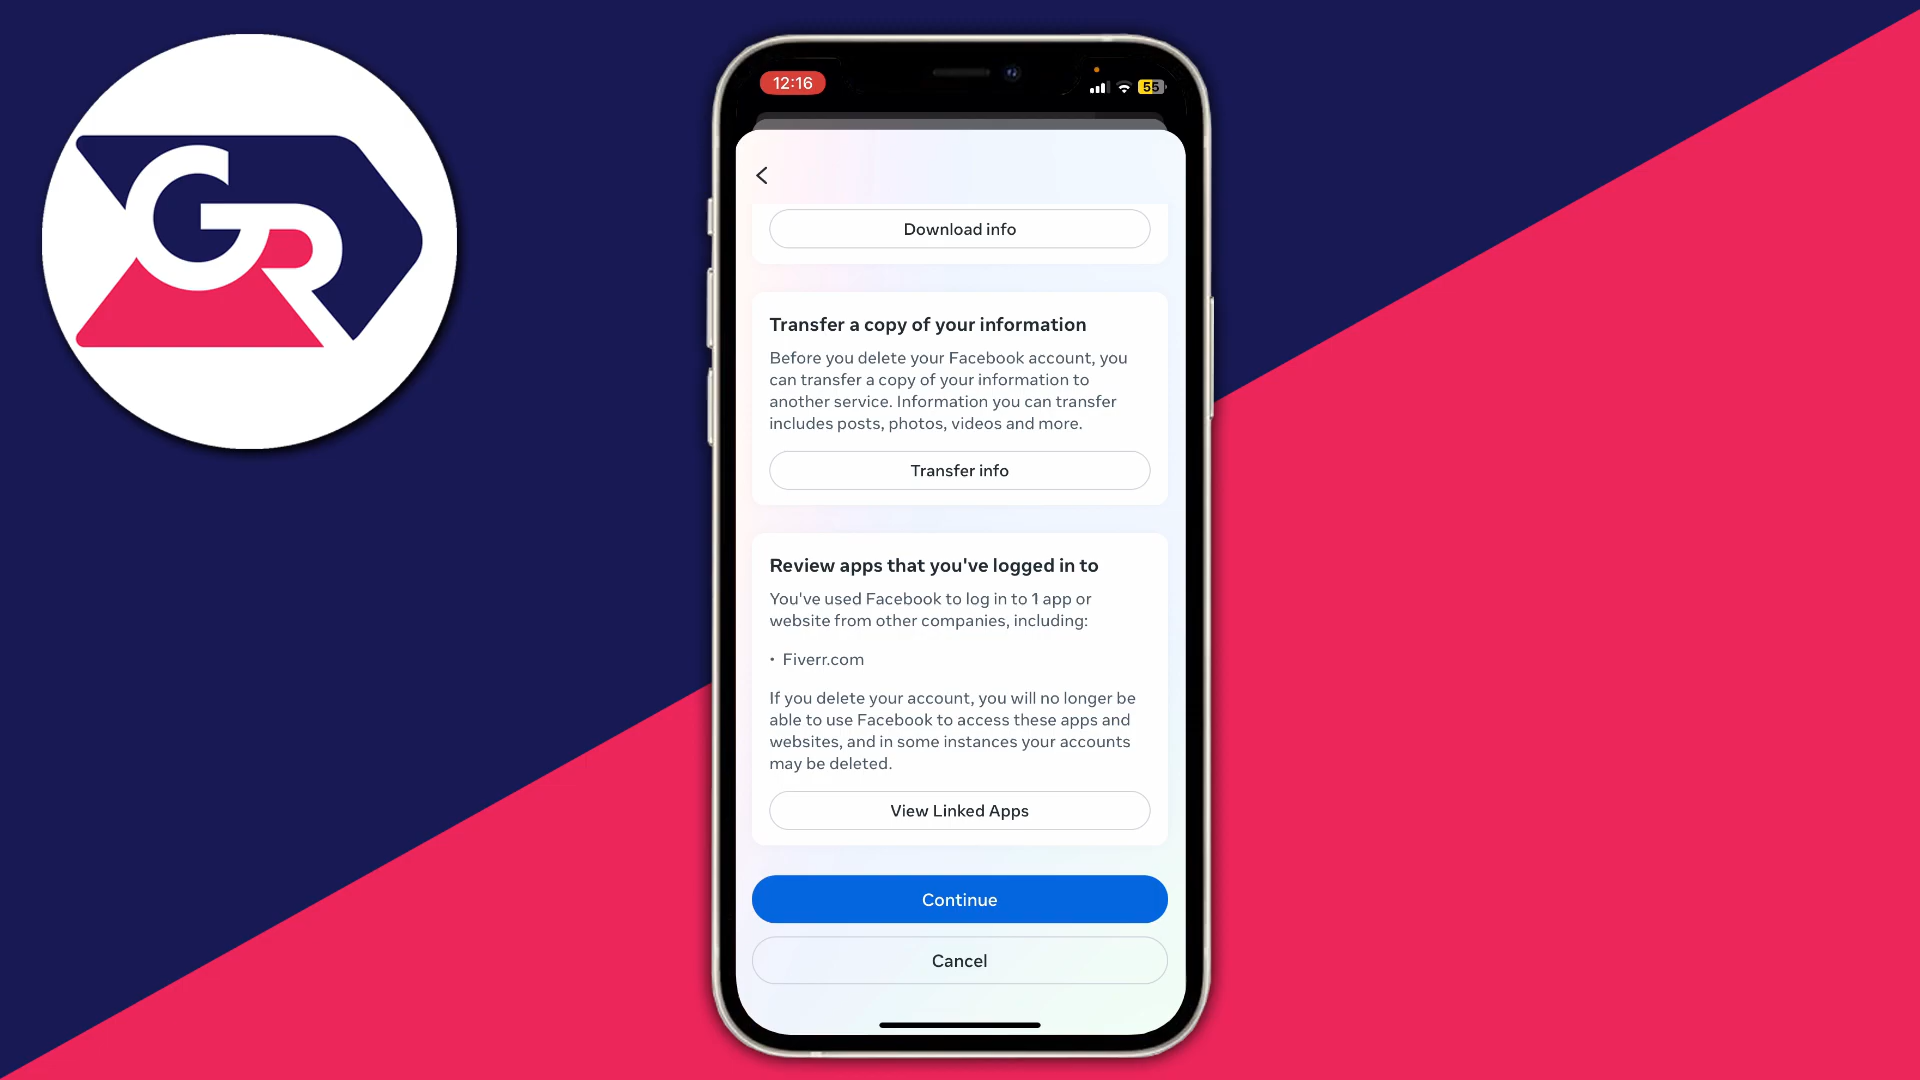 GR
12:16
55
Download info
Transfer a copy of your information
Before you delete your Facebook account, you
can transfer a copy of your information to
another service. Information you can transfer
includes posts, photos, videos and more.
Transfer info
Review apps that you've logged in to
You've used Facebook to log in to 1 app or
website from other companies, including:
• Fiverr.com
If you delete your account, you will no longer be
able to use Facebook to access these apps and
websites, and in some instances your accounts
may be deleted.
View Linked Apps
Continue
Cancel